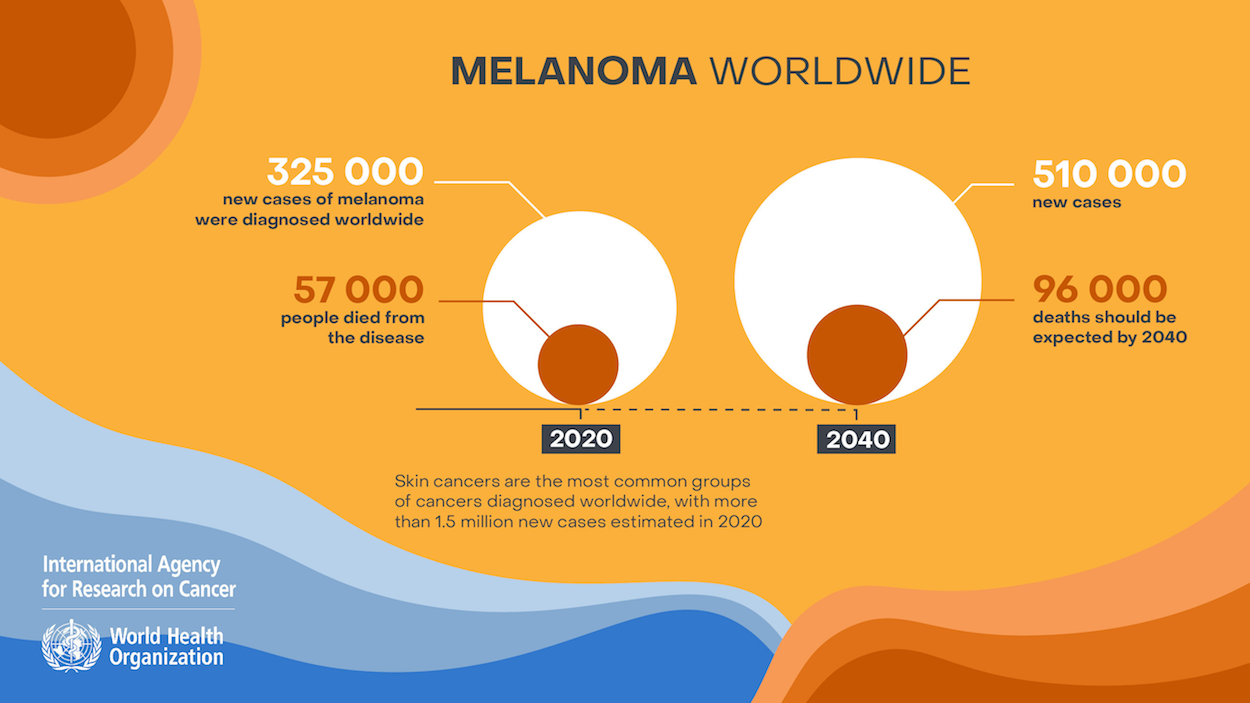 MELANOMA WORLDWIDE
325 000
new cases of melanoma
were diagnosed worldwide
57 000
people died from
the disease
510 000
new cases
96 000
deaths should be
expected by 2040
2020
2040
Skin cancers are the most common groups
of cancers diagnosed worldwide, with more
than 1.5 million new cases estimated in 2020
International Agency
for Research on Cancer
World Health
Organization